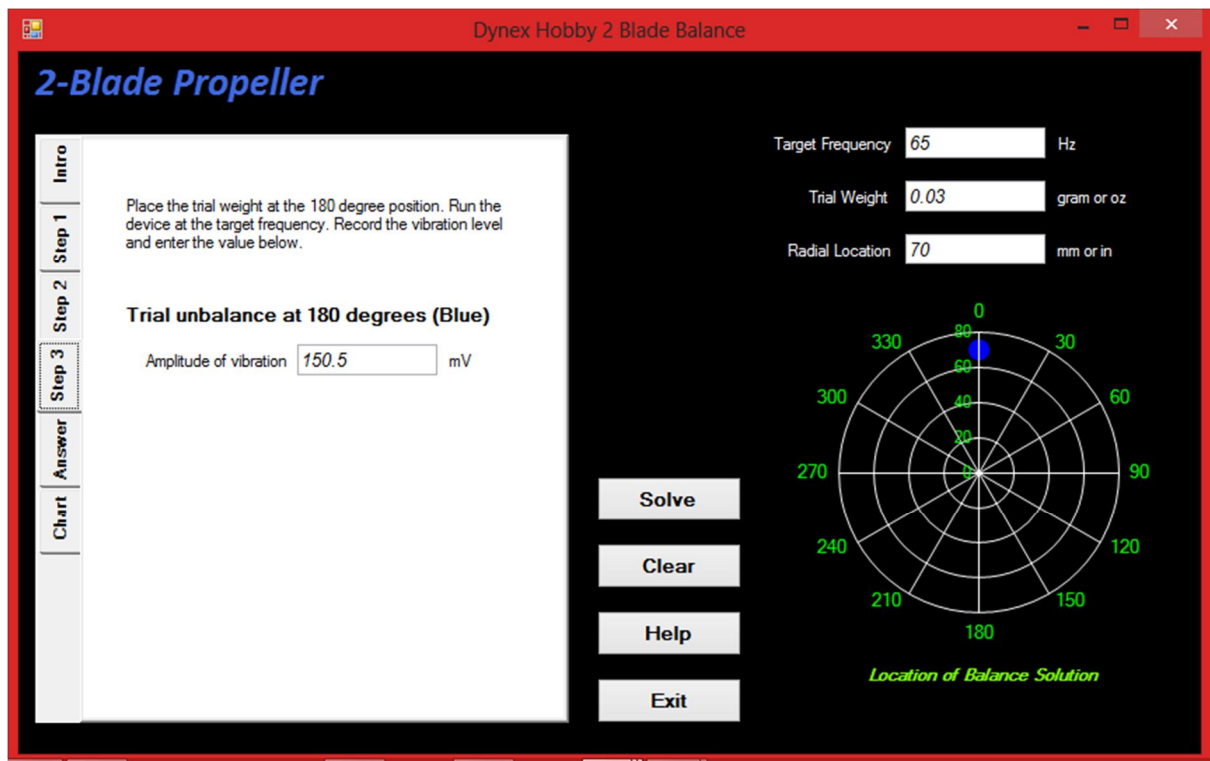 Dynex Hobby 2 Blade Balance
2-Blade Propeller
Intro
Step 1
Step 2
Step 3
Answer
Chart
Place the trial weight at the 180 degree position. Run the
device at the target frequency. Record the vibration level
and enter the value below.
Trial unbalance at 180 degrees (Blue)
Amplitude of vibration 150.5 mV
Solve
Clear
Help
Exit
Target Frequency 65 Hz
Trial Weight 0.03 gram or oz
Radial Location 70 mm or in
0
330 80 30
60
300 40 60
20
270 0 90
240 120
210 150
180
Location of Balance Solution